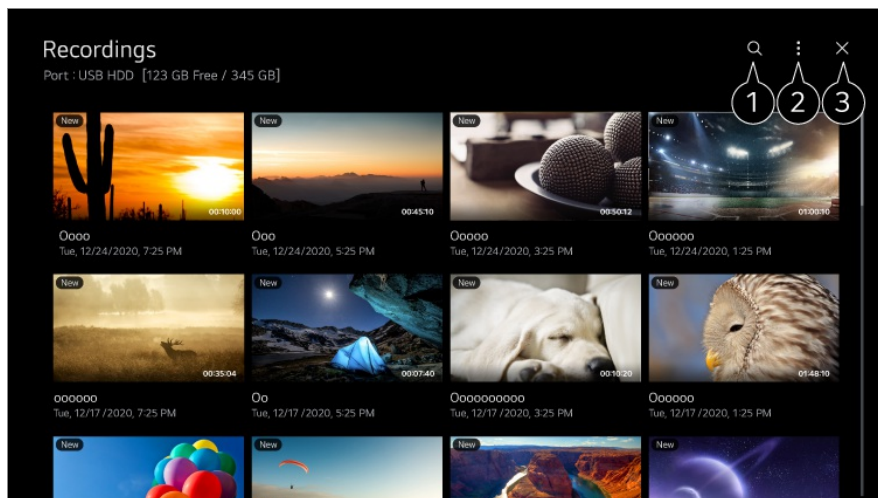 Recordings
Port : USB HDD [123 GB Free / 345 GB]
1 2 3
New New New New
00:10:00 00:45:10 00:50:12 01:00:10
Oooo Ooo Ooooo Oooooo
Tue, 12/24/2020, 7:25 PM Tue, 12/24/2020, 5:25 PM Tue, 12/24/2020, 3:25 PM Tue, 12/24/2020, 1:25 PM
New New New New
00:35:04 00:07:40 00:10:20 01:48:10
oooooo Oo Oooooooooo Oooooo
Tue, 12/17 /2020, 7:25 PM Tue, 12/17 /2020, 5:25 PM Tue, 12/17 /2020, 3:25 PM Tue, 12/17 /2020, 1:25 PM
New New New New